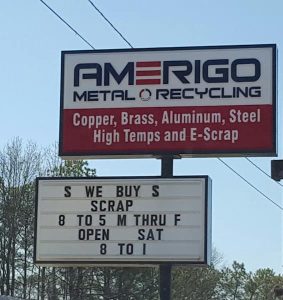 AMERIGO
METAL RECYCLING
Copper, Brass, Aluminum, Steel
High Temps and E-Scrap
S WE BUY S
SCRAP
8 TO 5 M THRU F
OPEN SAT
8 TO 1